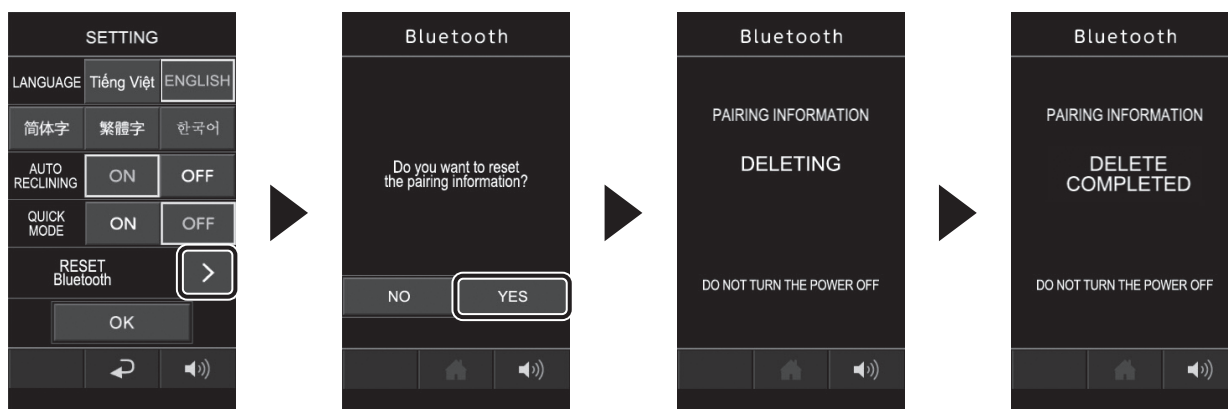 SETTING
LANGUAGE Tiếng Việt ENGLISH
简体字 繁體字 한국어
AUTO
RECLINING ON OFF
QUICK
MODE ON OFF
RESET
Bluetooth >
OK
Bluetooth
Do you want to reset
the pairing information?
NO YES
Bluetooth
PAIRING INFORMATION
DELETING
DO NOT TURN THE POWER OFF
Bluetooth
PAIRING INFORMATION
DELETE
COMPLETED
DO NOT TURN THE POWER OFF